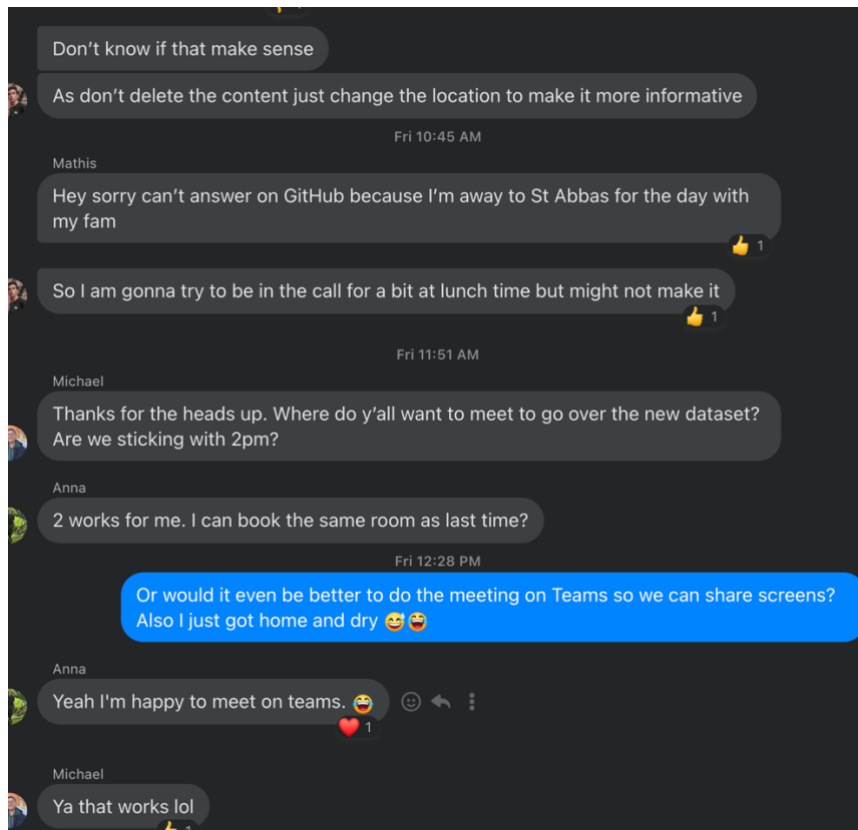 Don’t know if that make sense
As don’t delete the content just change the location to make it more informative
Fri 10:45 AM
Mathis
Hey sorry can’t answer on GitHub because I’m away to St Abbas for the day with
my fam
👍 1
So I am gonna try to be in the call for a bit at lunch time but might not make it
👍 1
Fri 11:51 AM
Michael
Thanks for the heads up. Where do y’all want to meet to go over the new dataset?
Are we sticking with 2pm?
Anna
2 works for me. I can book the same room as last time?
Fri 12:28 PM
Or would it even be better to do the meeting on Teams so we can share screens?
Also I just got home and dry 😅😂
Anna
Yeah I'm happy to meet on teams. 😂
❤️ 1
Michael
Ya that works lol